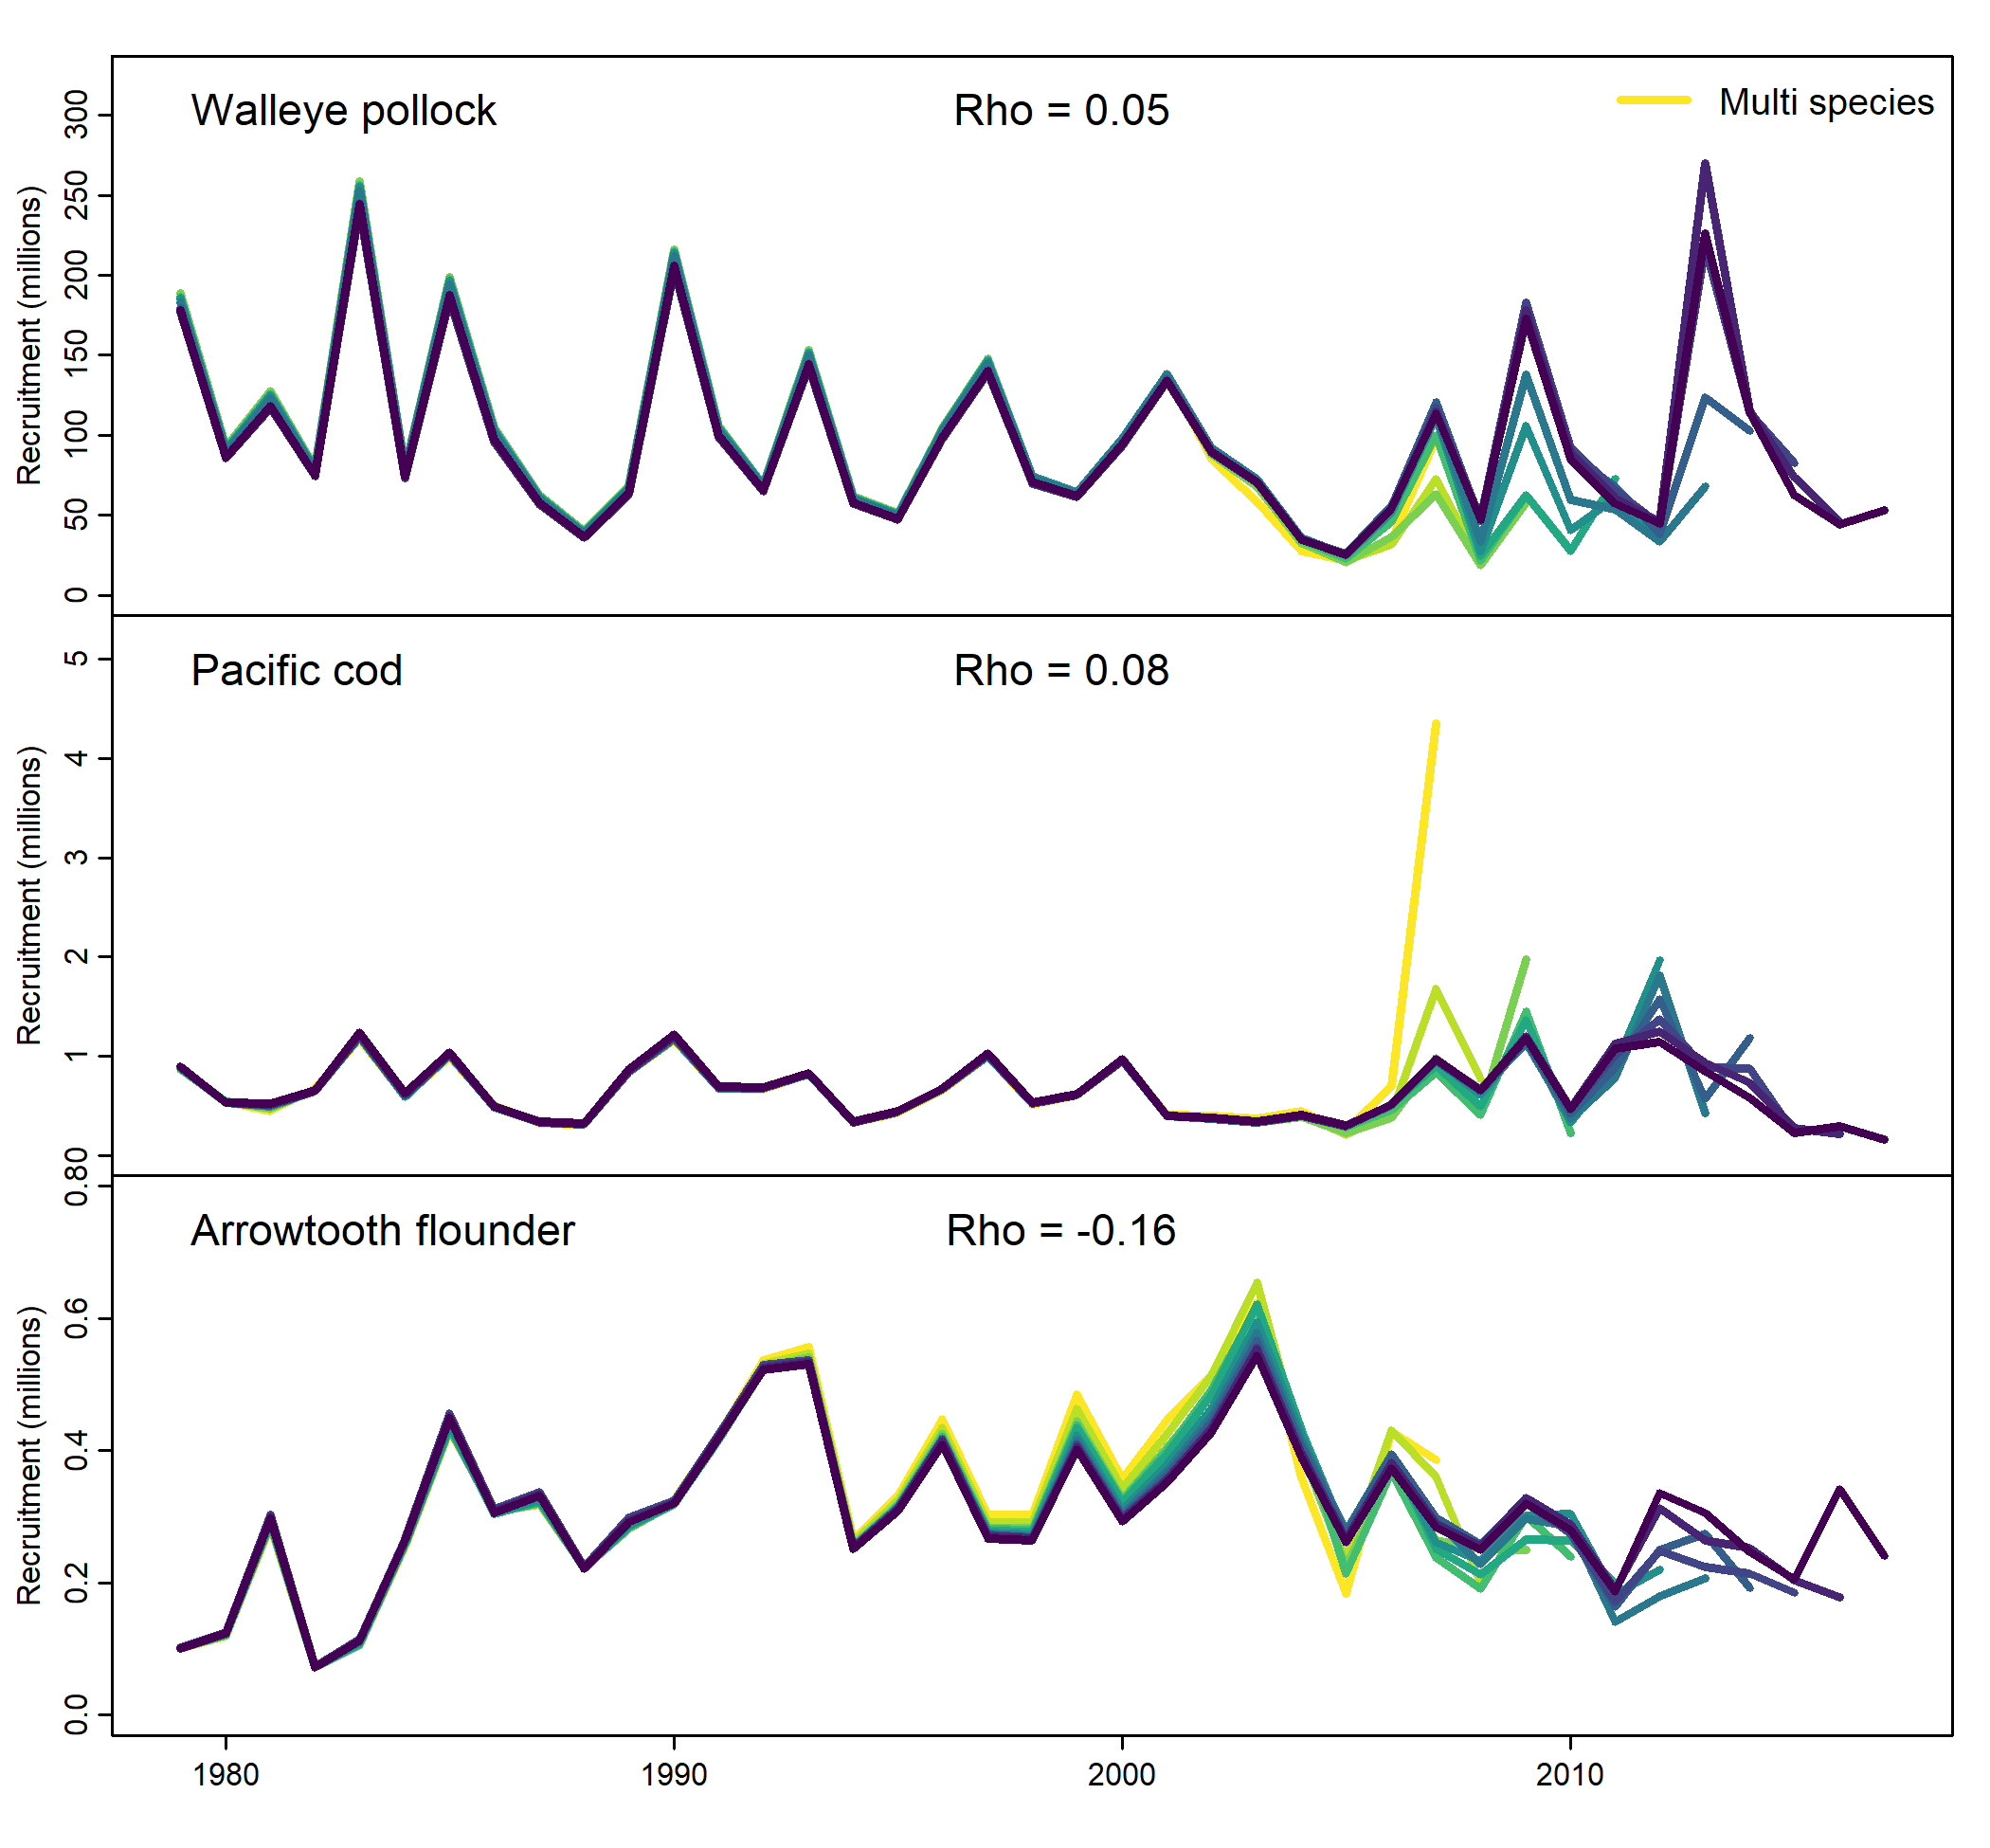 Walleye pollock
Rho = 0.05
Multi species
Recruitment (millions)
300
250
200
150
100
50
0
Pacific cod
Rho = 0.08
Recruitment (millions)
5
4
3
2
1
0
Arrowtooth flounder
Rho = -0.16
Recruitment (millions)
0.8
0.6
0.4
0.2
0.0
1980
1990
2000
2010